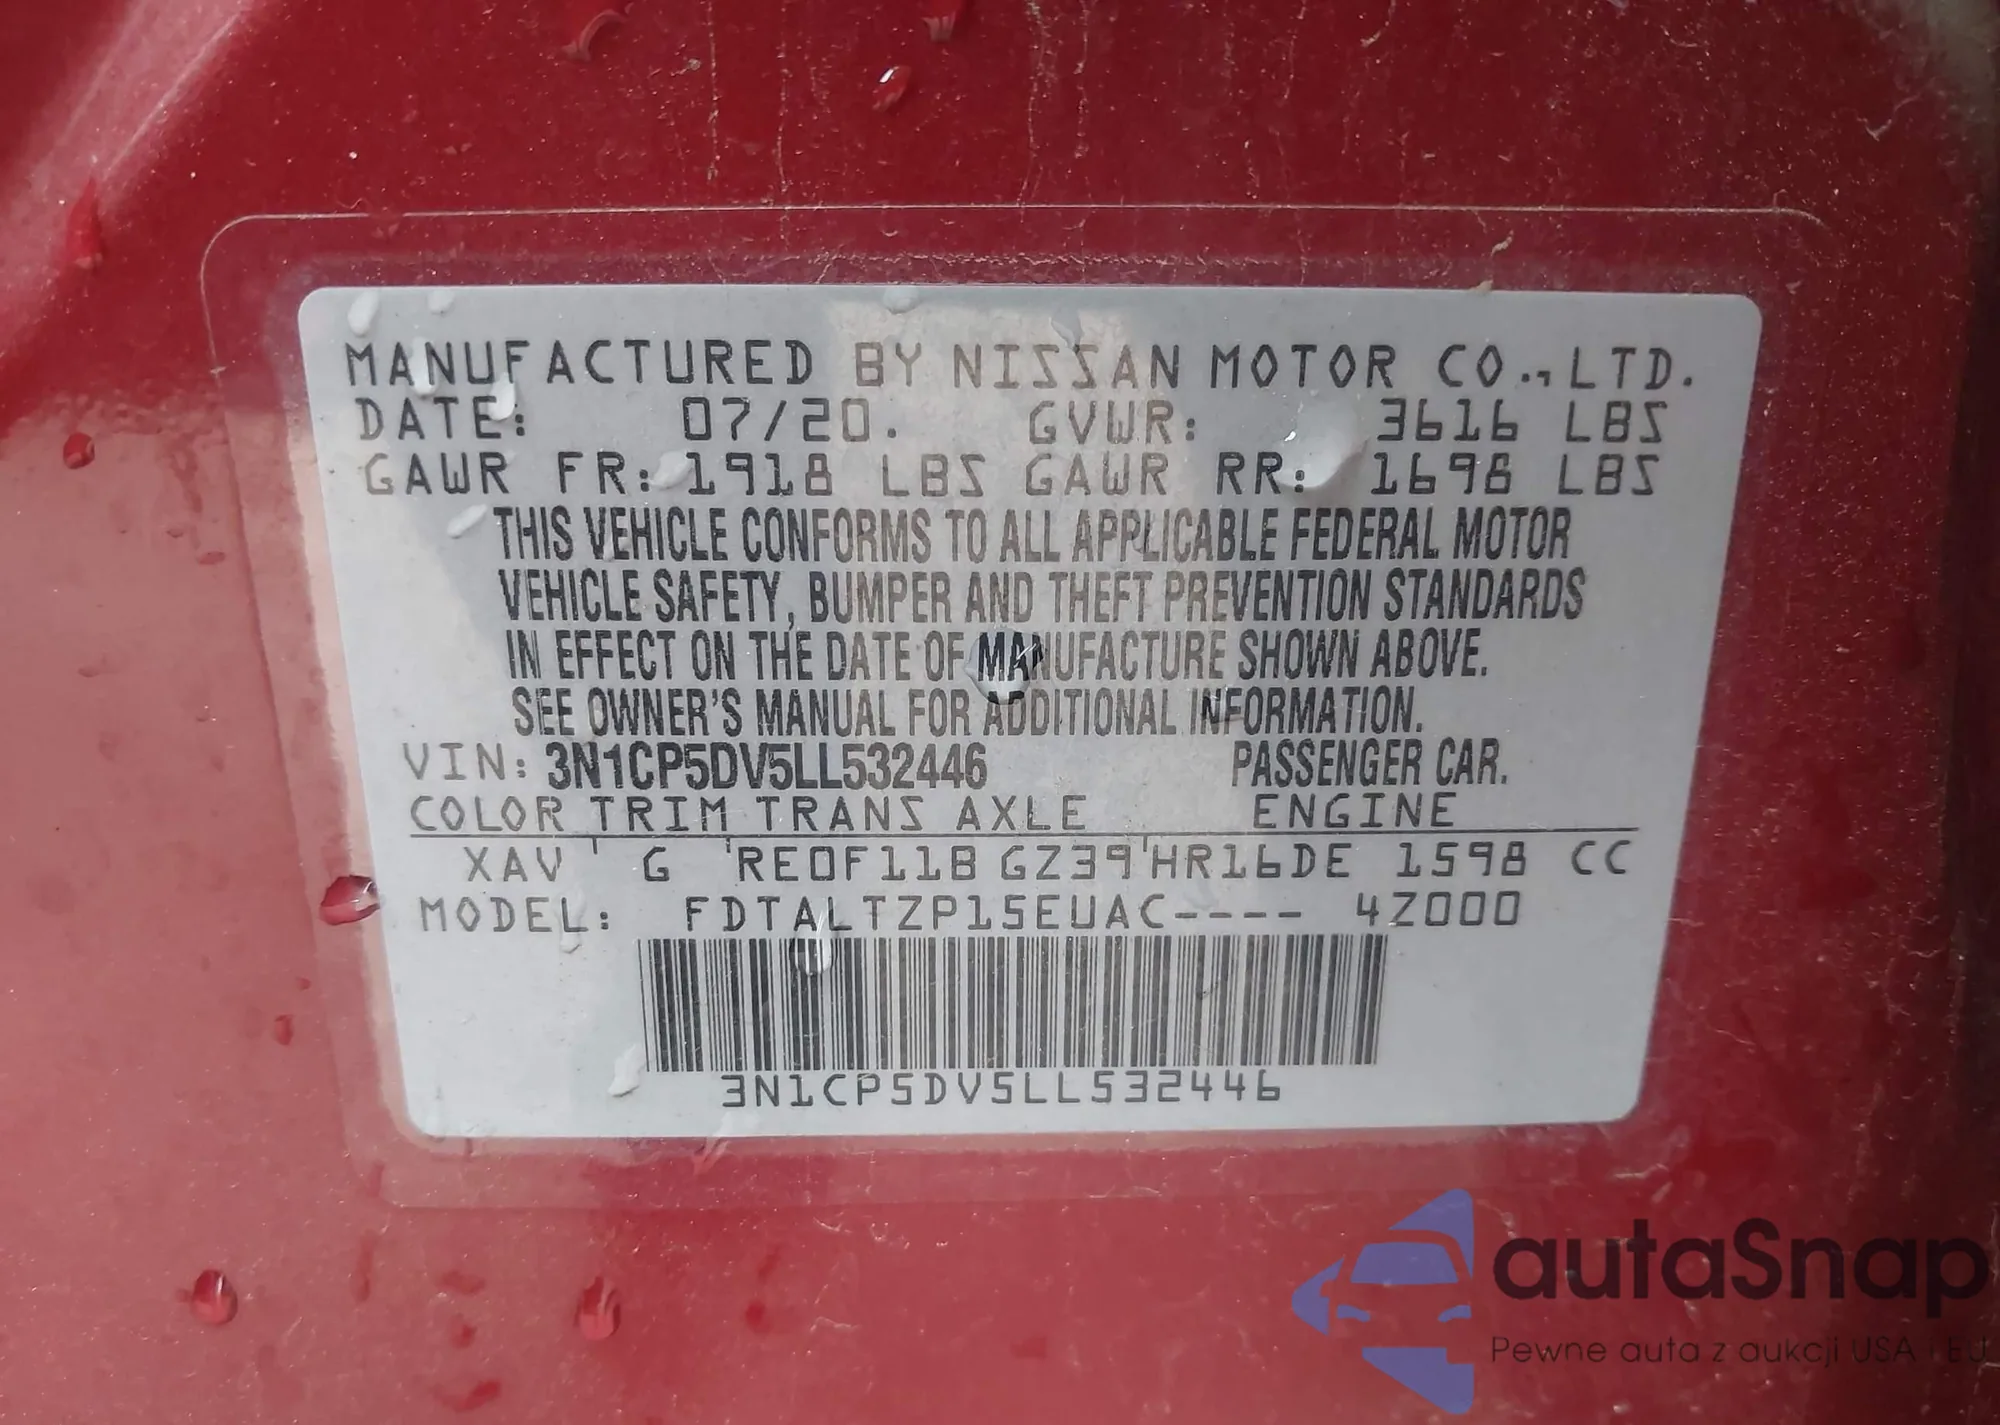 MANUFACTURED BY NISSAN MOTOR CO.,LTD.
DATE: 07/20. GVWR: 3616 LBS
GAWR FR: 1918 LBS GAWR RR: 1698 LBS
THIS VEHICLE CONFORMS TO ALL APPLICABLE FEDERAL MOTOR
VEHICLE SAFETY, BUMPER AND THEFT PREVENTION STANDARDS
IN EFFECT ON THE DATE OF MANUFACTURE SHOWN ABOVE.
SEE OWNER'S MANUAL FOR ADDITIONAL INFORMATION.
VIN: 3N1CP5DV5LL532446 PASSENGER CAR.
COLOR TRIM TRANS AXLE ENGINE
XAV G RE0F11B GZ39 HR16DE 1598 CC
MODEL: FDTALTZP15EUAC---- 4Z000
3N1CP5DV5LL532446
autaSnap
Pewne auta z aukcji USA i EU